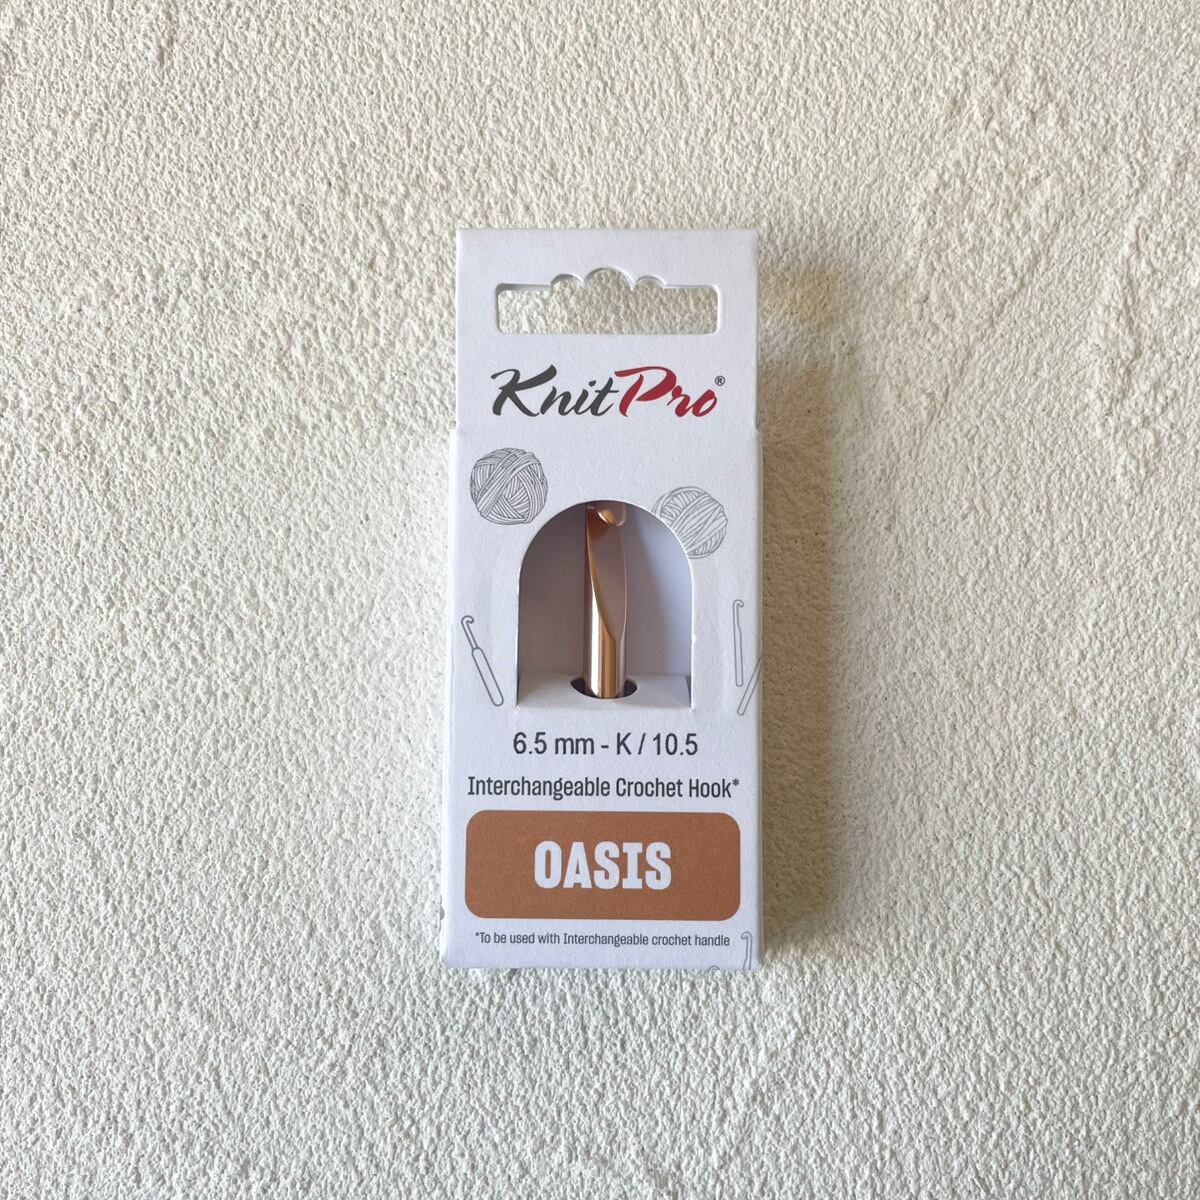 KnitPro®
6.5 mm - K / 10.5
Interchangeable Crochet Hook*
OASIS
*To be used with Interchangeable crochet handle